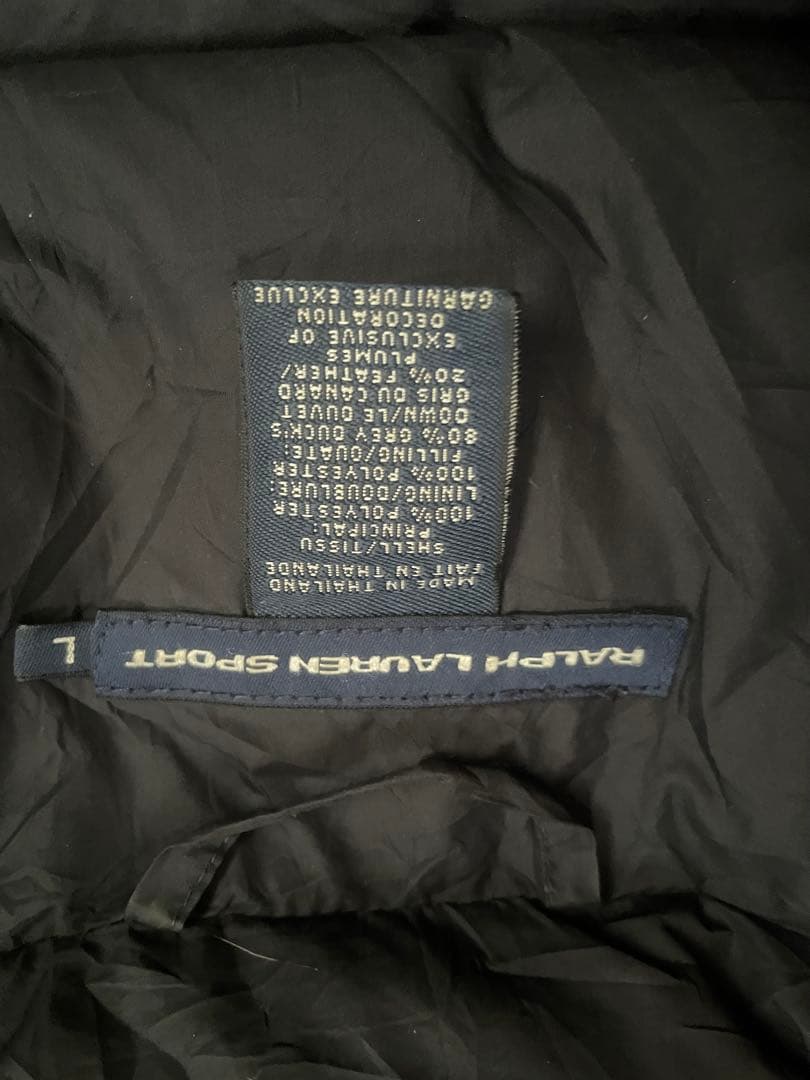 RALPH LAUREN SPORT
L
MADE IN THAILAND
FAIT EN THAILANDE
SHELL/TISSU
PRINCIPAL:
100% POLYESTER
LINING/DOUBLURE:
100% POLYESTER
FILLING/OUATE:
80% GREY DUCK'S
DOWN/LE DUVET
GRIS DU CANARD
20% FEATHER/
PLUMES
EXCLUSIVE OF
DECORATION
GARNITURE EXCLUE